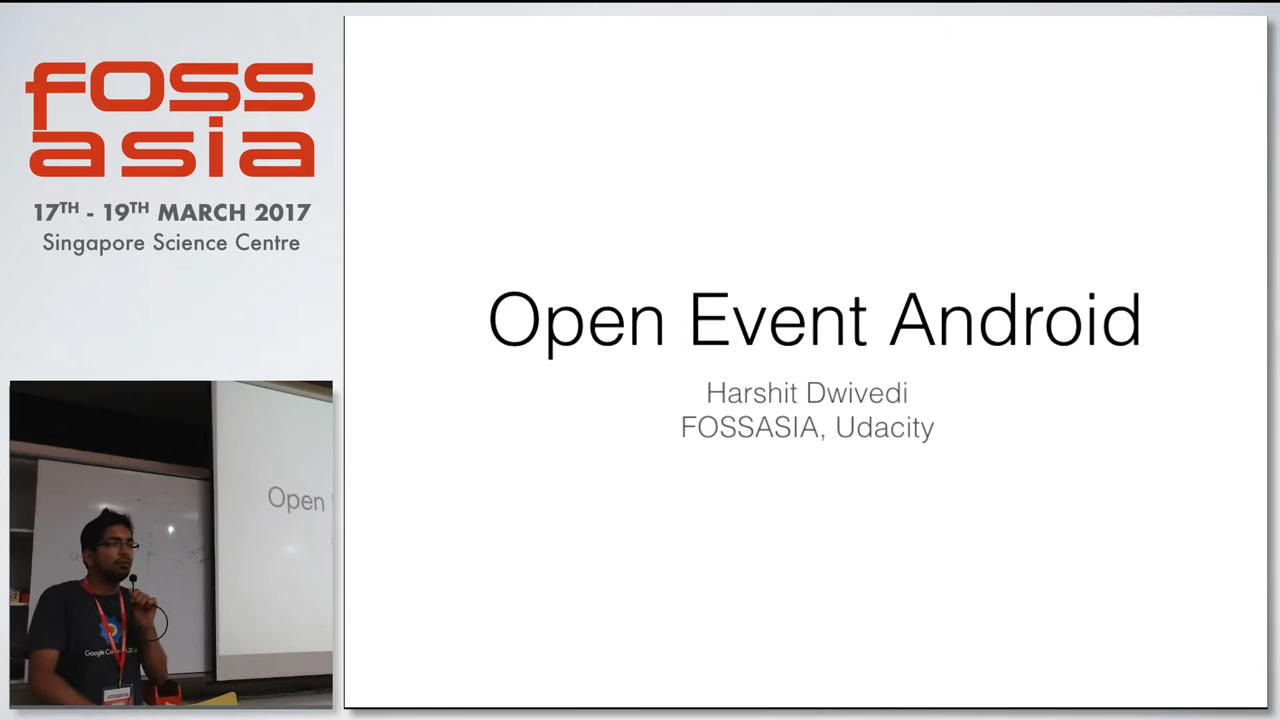 foss
asia
17TH - 19TH MARCH 2017
Singapore Science Centre
Open Event Android
Harshit Dwivedi
FOSSASIA, Udacity
Open